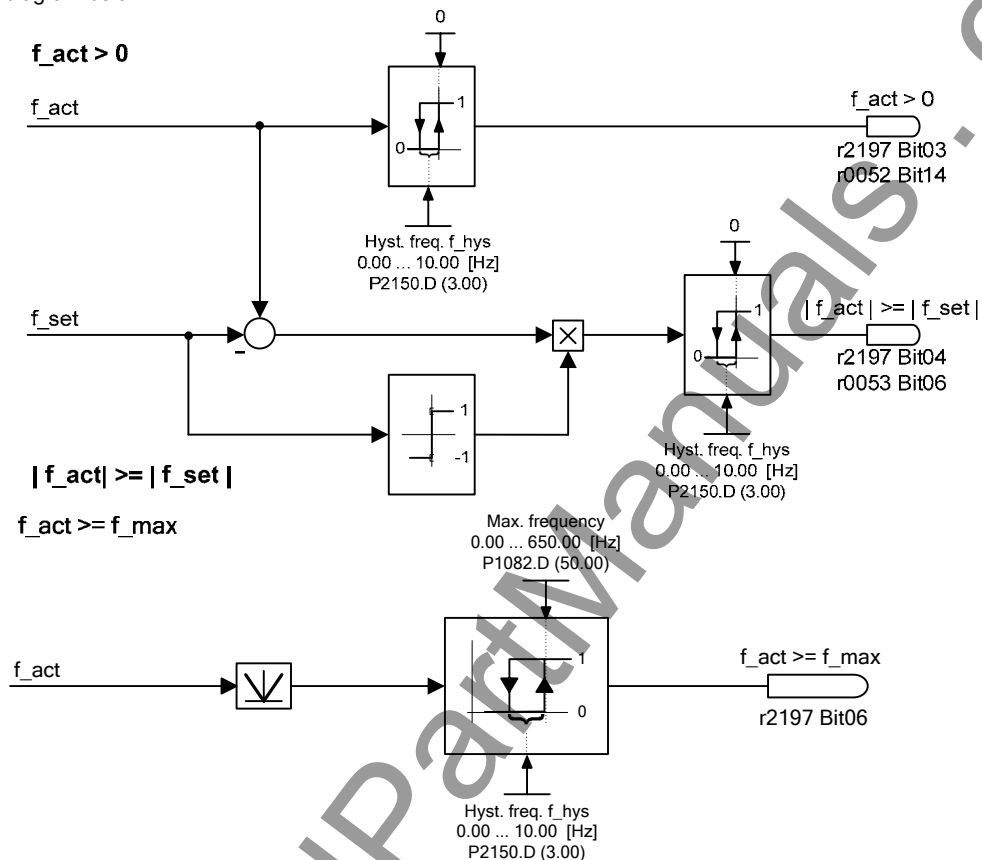 f_act > 0
f_act
0
1
0
Hyst. freq. f_hys
0.00 ... 10.00 [Hz]
P2150.D (3.00)
f_act > 0
r2197 Bit03
r0052 Bit14
f_set
-
1
-1
0
1
0
Hyst. freq. f_hys
0.00 ... 10.00 [Hz]
P2150.D (3.00)
| f_act | >= | f_set |
r2197 Bit04
r0053 Bit06
| f_act| >= | f_set |
f_act >= f_max
Max. frequency
0.00 ... 650.00 [Hz]
P1082.D (50.00)
f_act
1
0
Hyst. freq. f_hys
0.00 ... 10.00 [Hz]
P2150.D (3.00)
f_act >= f_max
r2197 Bit06
PartManuals.